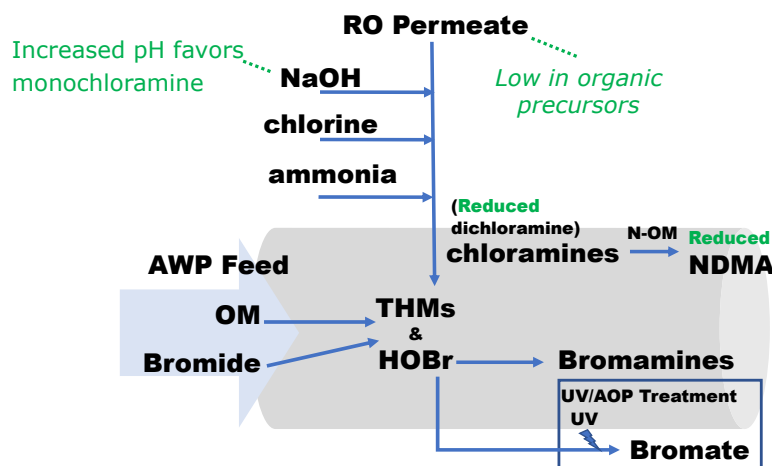 RO Permeate
Increased pH favors
monochloramine
NaOH
Low in organic
precursors
chlorine
ammonia
(Reduced
dichloramine)
chloramines
N-OM
Reduced
NDMA
AWP Feed
OM
THMs
&
HOBr
Bromide
Bromamines
UV/AOP Treatment
UV
Bromate